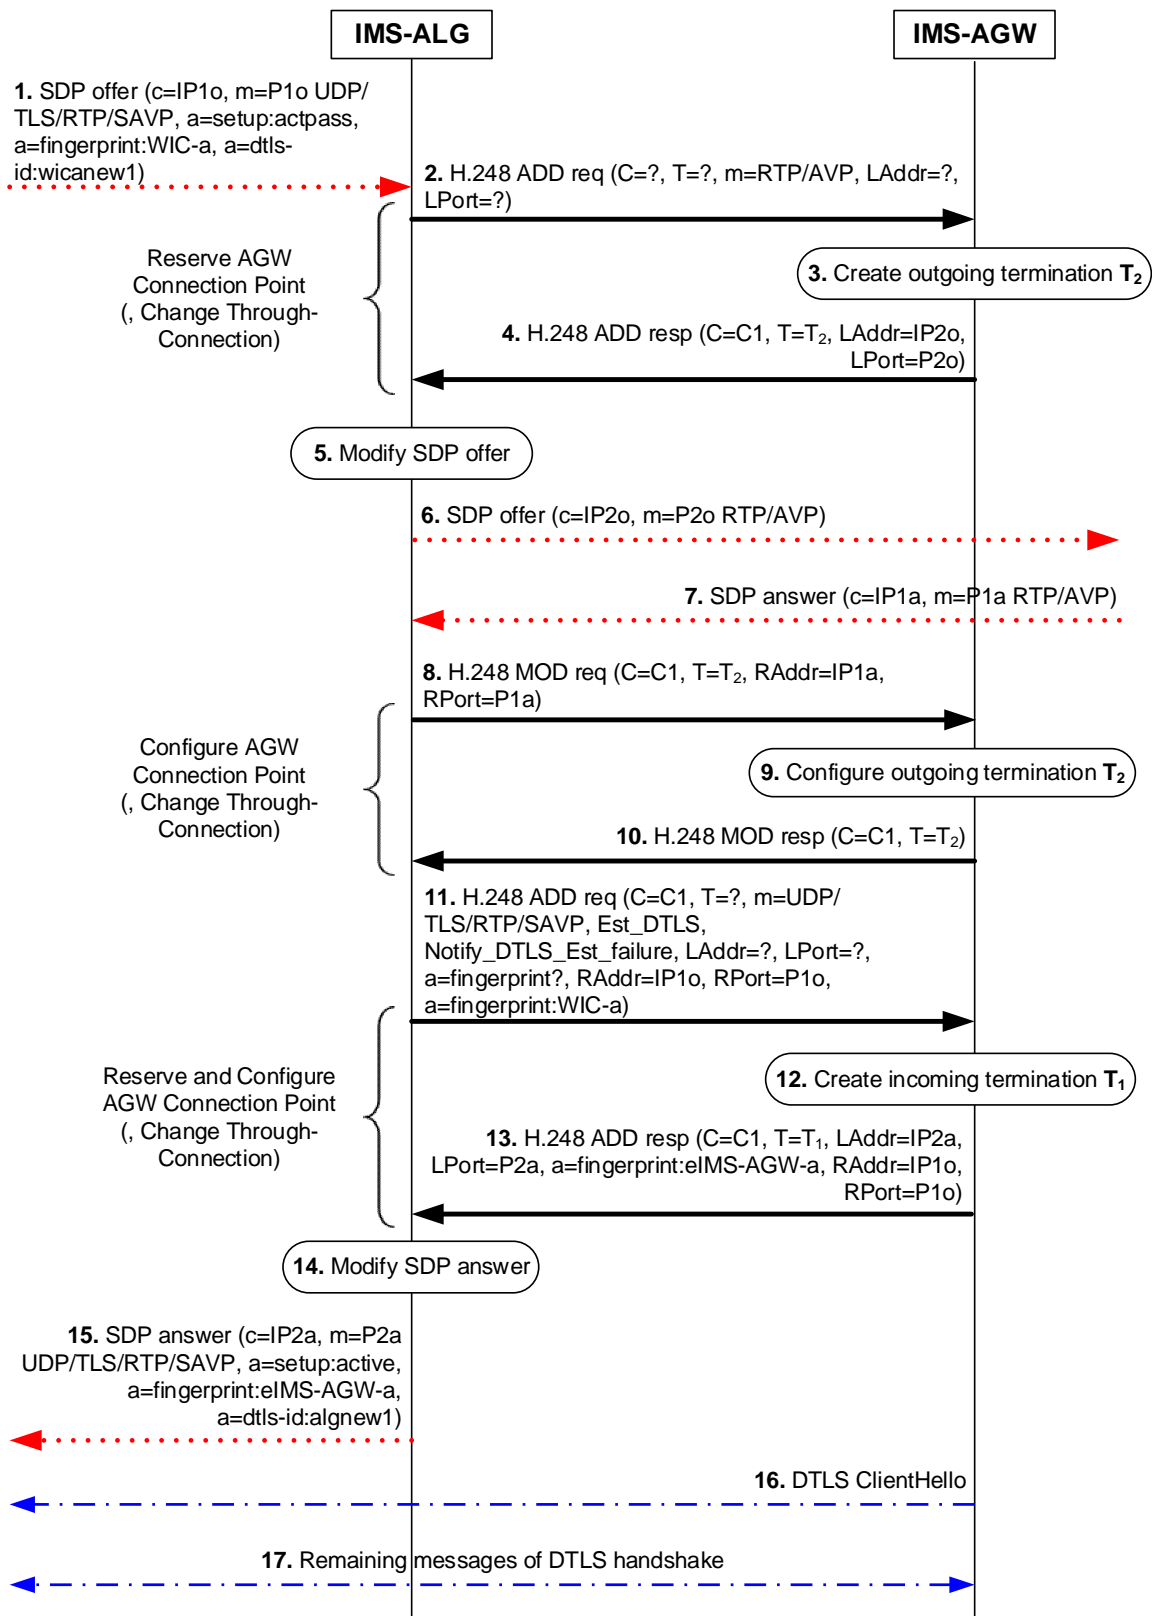 IMS-ALG
IMS-AGW
1. SDP offer (c=IP1o, m=P1o UDP/
TLS/RTP/SAVP, a=setup:actpass,
a=fingerprint:WIC-a, a=dtls-
id:wicanew1)
2. H.248 ADD req (C=?, T=?, m=RTP/AVP, LAddr=?,
LPort=?)
Reserve AGW
Connection Point
(, Change Through-
Connection)
3. Create outgoing termination T2
4. H.248 ADD resp (C=C1, T=T2, LAddr=IP2o,
LPort=P2o)
5. Modify SDP offer
6. SDP offer (c=IP2o, m=P2o RTP/AVP)
7. SDP answer (c=IP1a, m=P1a RTP/AVP)
8. H.248 MOD req (C=C1, T=T2, RAddr=IP1a,
RPort=P1a)
Configure AGW
Connection Point
(, Change Through-
Connection)
9. Configure outgoing termination T2
10. H.248 MOD resp (C=C1, T=T2)
11. H.248 ADD req (C=C1, T=?, m=UDP/
TLS/RTP/SAVP, Est_DTLS,
Notify_DTLS_Est_failure, LAddr=?, LPort=?,
a=fingerprint?, RAddr=IP1o, RPort=P1o,
a=fingerprint:WIC-a)
Reserve and Configure
AGW Connection Point
(, Change Through-
Connection)
12. Create incoming termination T1
13. H.248 ADD resp (C=C1, T=T1, LAddr=IP2a,
LPort=P2a, a=fingerprint:eIMS-AGW-a, RAddr=IP1o,
RPort=P1o)
14. Modify SDP answer
15. SDP answer (c=IP2a, m=P2a
UDP/TLS/RTP/SAVP, a=setup:active,
a=fingerprint:eIMS-AGW-a,
a=dtls-id:algnew1)
16. DTLS ClientHello
17. Remaining messages of DTLS handshake